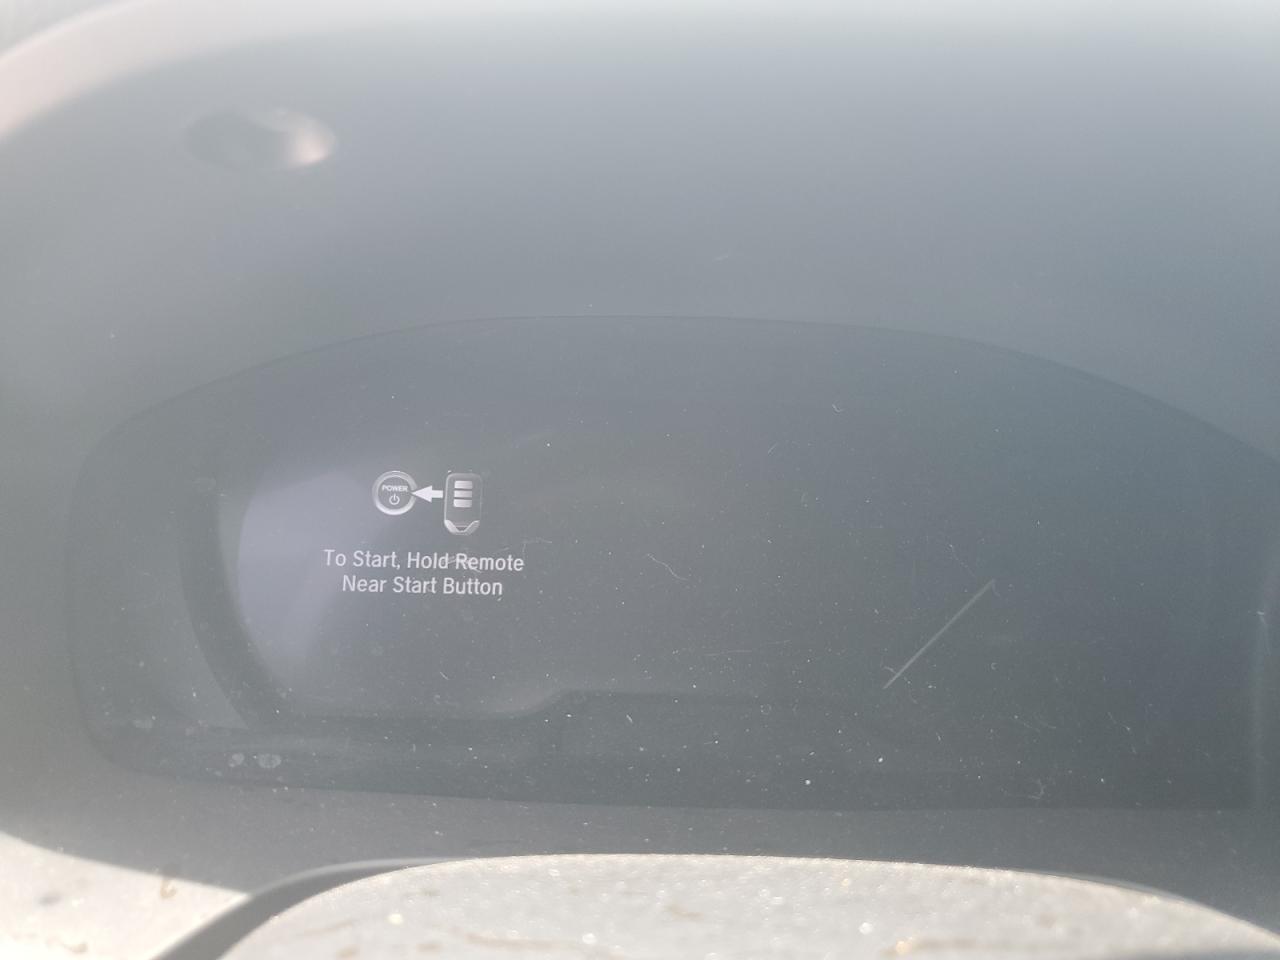 POWER
To Start, Hold Remote
Near Start Button